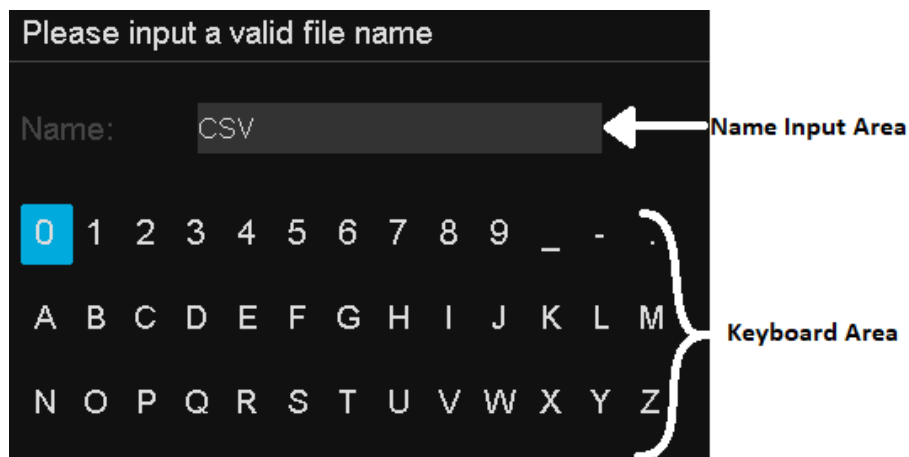 Please input a valid file name
Name: CSV
Name Input Area
0 1 2 3 4 5 6 7 8 9 _ - .
A B C D E F G H I J K L M
Keyboard Area
N O P Q R S T U V W X Y Z